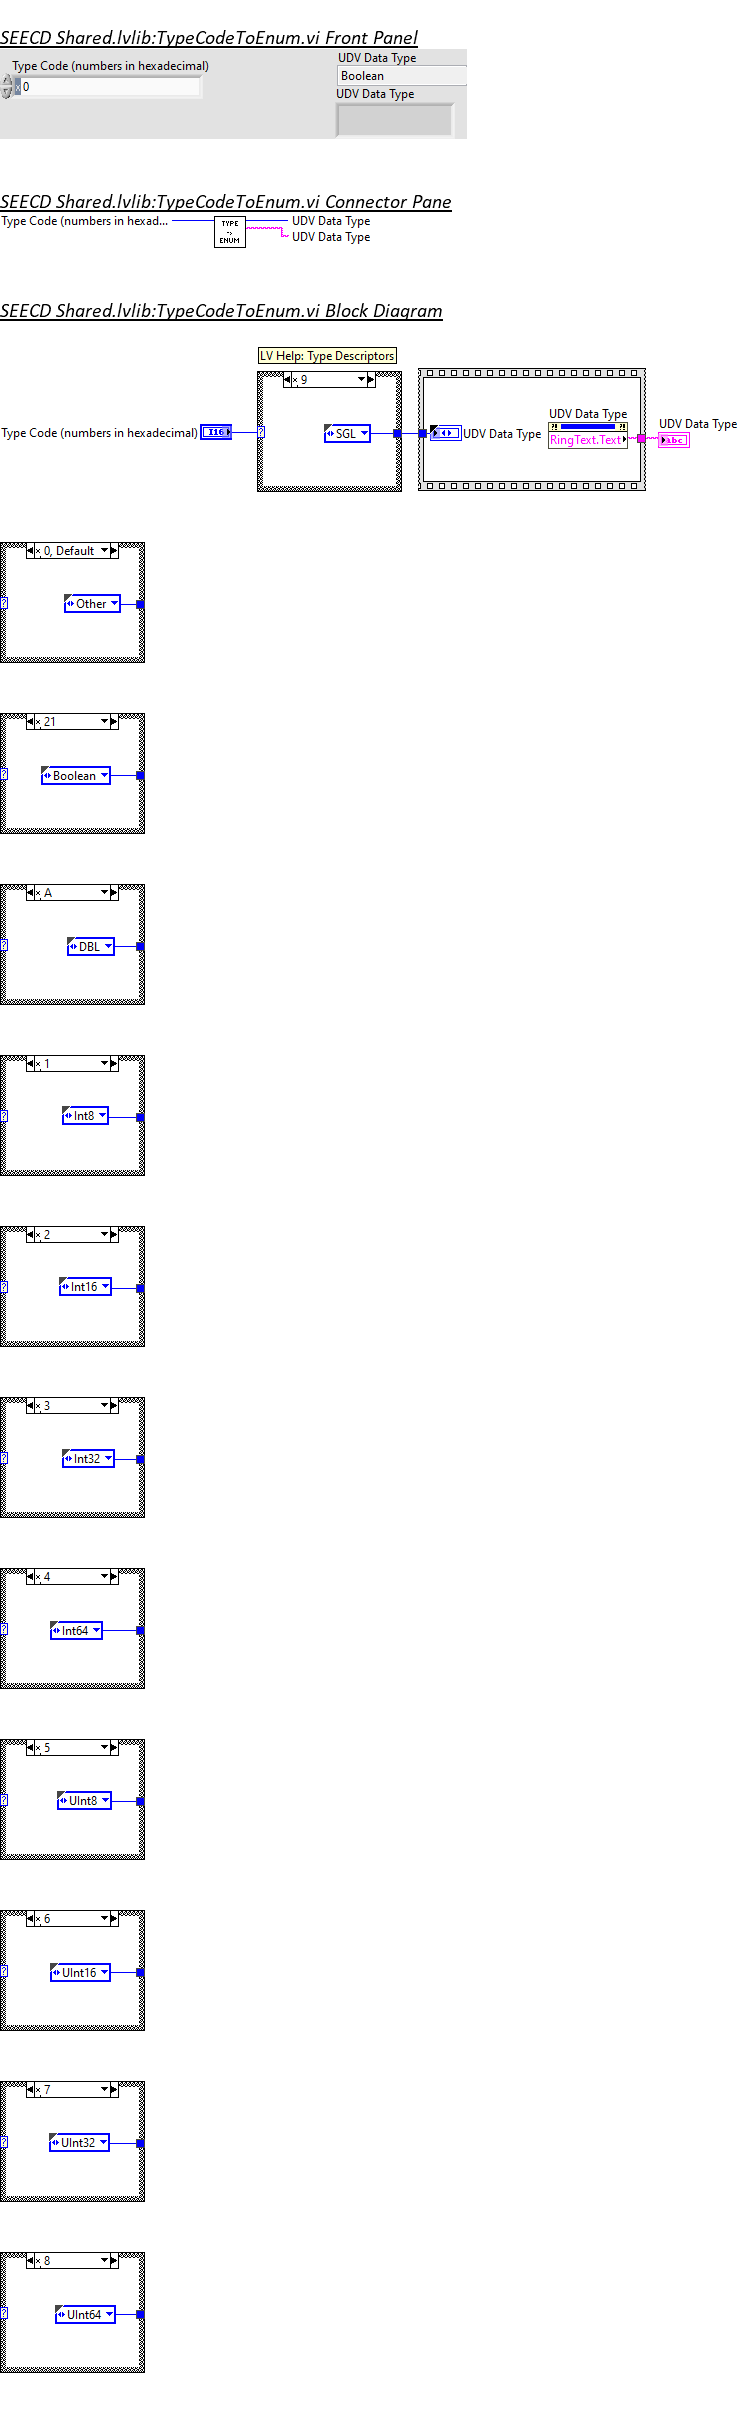 SEECD Shared.lvlib:TypeCodeToEnum.vi Front Panel
Type Code (numbers in hexadecimal)
x 0
UDV Data Type
Boolean
UDV Data Type
SEECD Shared.lvlib:TypeCodeToEnum.vi Connector Pane
Type Code (numbers in hexad...
TYPE
->
ENUM
UDV Data Type
UDV Data Type
SEECD Shared.lvlib:TypeCodeToEnum.vi Block Diagram
LV Help: Type Descriptors
x 9
Type Code (numbers in hexadecimal)
I16
?
SGL
UDV Data Type
UDV Data Type
?! ?!
RingText.Text
UDV Data Type
abc
x 0, Default
?
Other
x 21
?
Boolean
x A
?
DBL
x 1
?
Int8
x 2
?
Int16
x 3
?
Int32
x 4
?
Int64
x 5
?
UInt8
x 6
?
UInt16
x 7
?
UInt32
x 8
?
UInt64